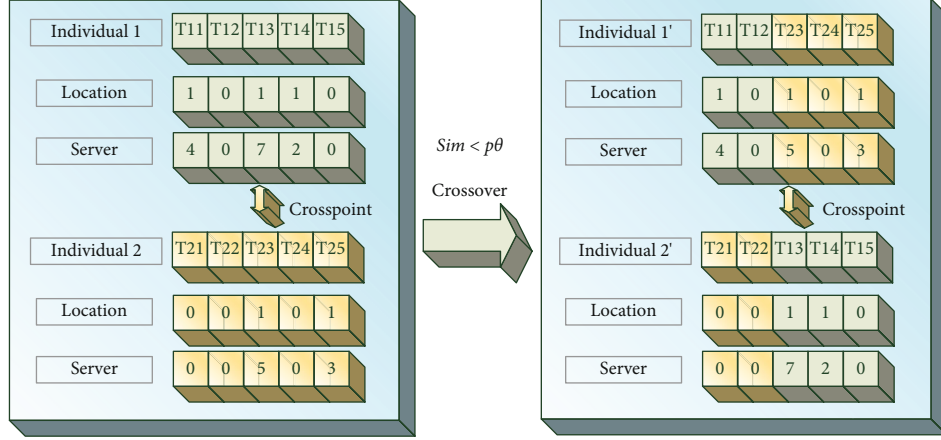 Individual 1 T11 T12 T13 T14 T15
Location 1 0 1 1 0
Server 4 0 7 2 0
Crosspoint
Individual 2 T21 T22 T23 T24 T25
Location 0 0 1 0 1
Server 0 0 5 0 3
Sim < pθ
Crossover
Individual 1' T11 T12 T23 T24 T25
Location 1 0 1 0 1
Server 4 0 5 0 3
Crosspoint
Individual 2' T21 T22 T13 T14 T15
Location 0 0 1 1 0
Server 0 0 7 2 0